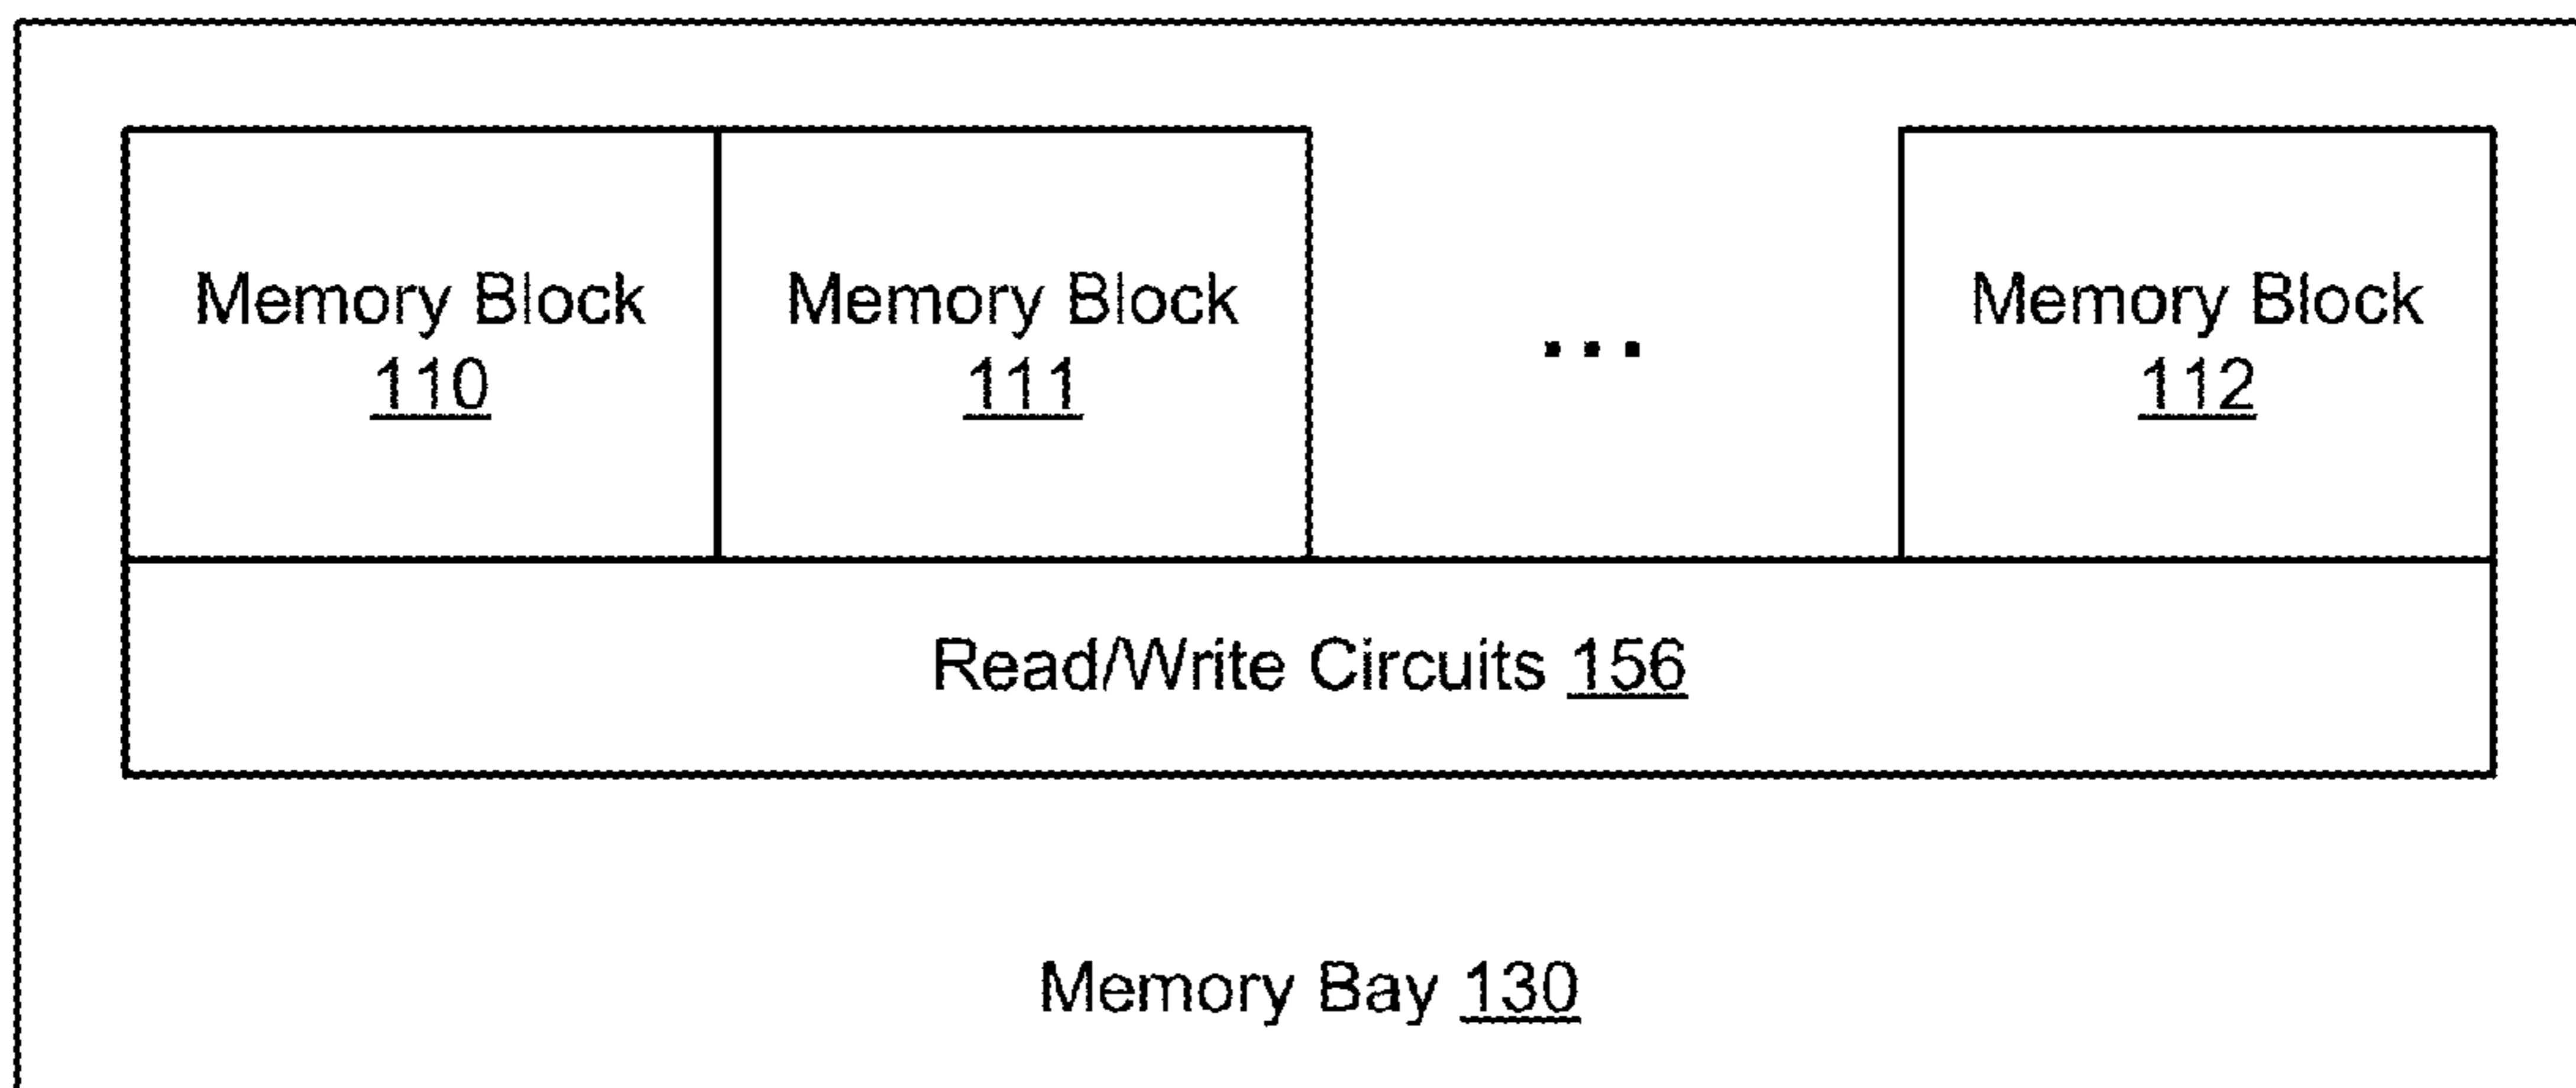 Memory Block
110
Memory Block
111
...
Memory Block
112
Read/Write Circuits 156
Memory Bay 130